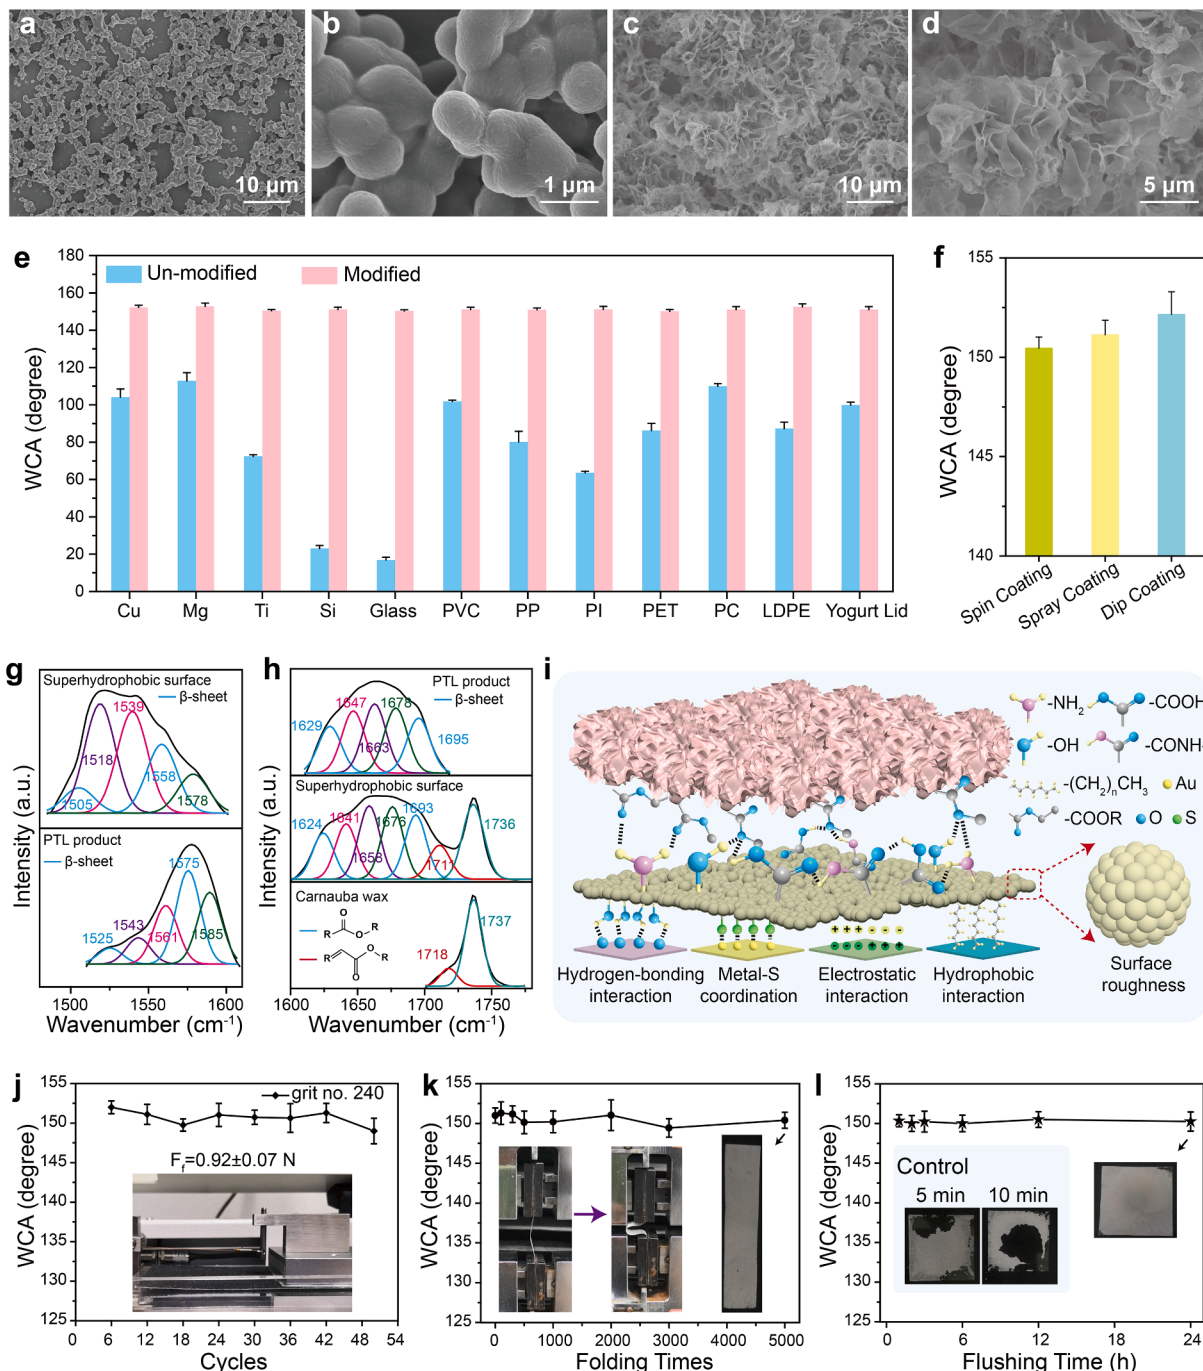 a
b
c
d
10 μm
1 μm
10 μm
5 μm
e
180
160
140
120
100
80
60
40
20
0
WCA (degree)
Un-modified
Modified
Cu
Mg
Ti
Si
Glass
PVC
PP
PI
PET
PC
LDPE
Yogurt Lid
f
155
150
145
140
WCA (degree)
Spin Coating
Spray Coating
Dip Coating
g
Superhydrophobic surface
β-sheet
1539
1518
1558
1505
1578
PTL product
β-sheet
1575
1543
1525
1561
1585
Intensity (a.u.)
1500
1550
1600
Wavenumber (cm⁻¹)
h
PTL product
β-sheet
1647
1678
1629
1663
1695
Superhydrophobic surface
1693
1624
1641
1676
1736
1658
1711
Carnauba wax
O
R
O
R
R
O
R
O
1737
1718
Intensity (a.u.)
1600
1650
1700
1750
Wavenumber (cm⁻¹)
i
-NH₂
-COOH
-OH
-CONH-
-(CH₂)ₙCH₃
Au
-COOR
O
S
+ + + - - -
- - - + + +
Hydrogen-bonding
interaction
Metal-S
coordination
Electrostatic
interaction
Hydrophobic
interaction
Surface
roughness
j
155
150
145
140
135
130
125
WCA (degree)
grit no. 240
F_f=0.92±0.07 N
0
6
12
18
24
30
36
42
48
54
Cycles
k
155
150
145
140
135
130
125
WCA (degree)
0
1000
2000
3000
4000
5000
Folding Times
l
155
150
145
140
135
130
125
WCA (degree)
Control
5 min
10 min
0
6
12
18
24
Flushing Time (h)